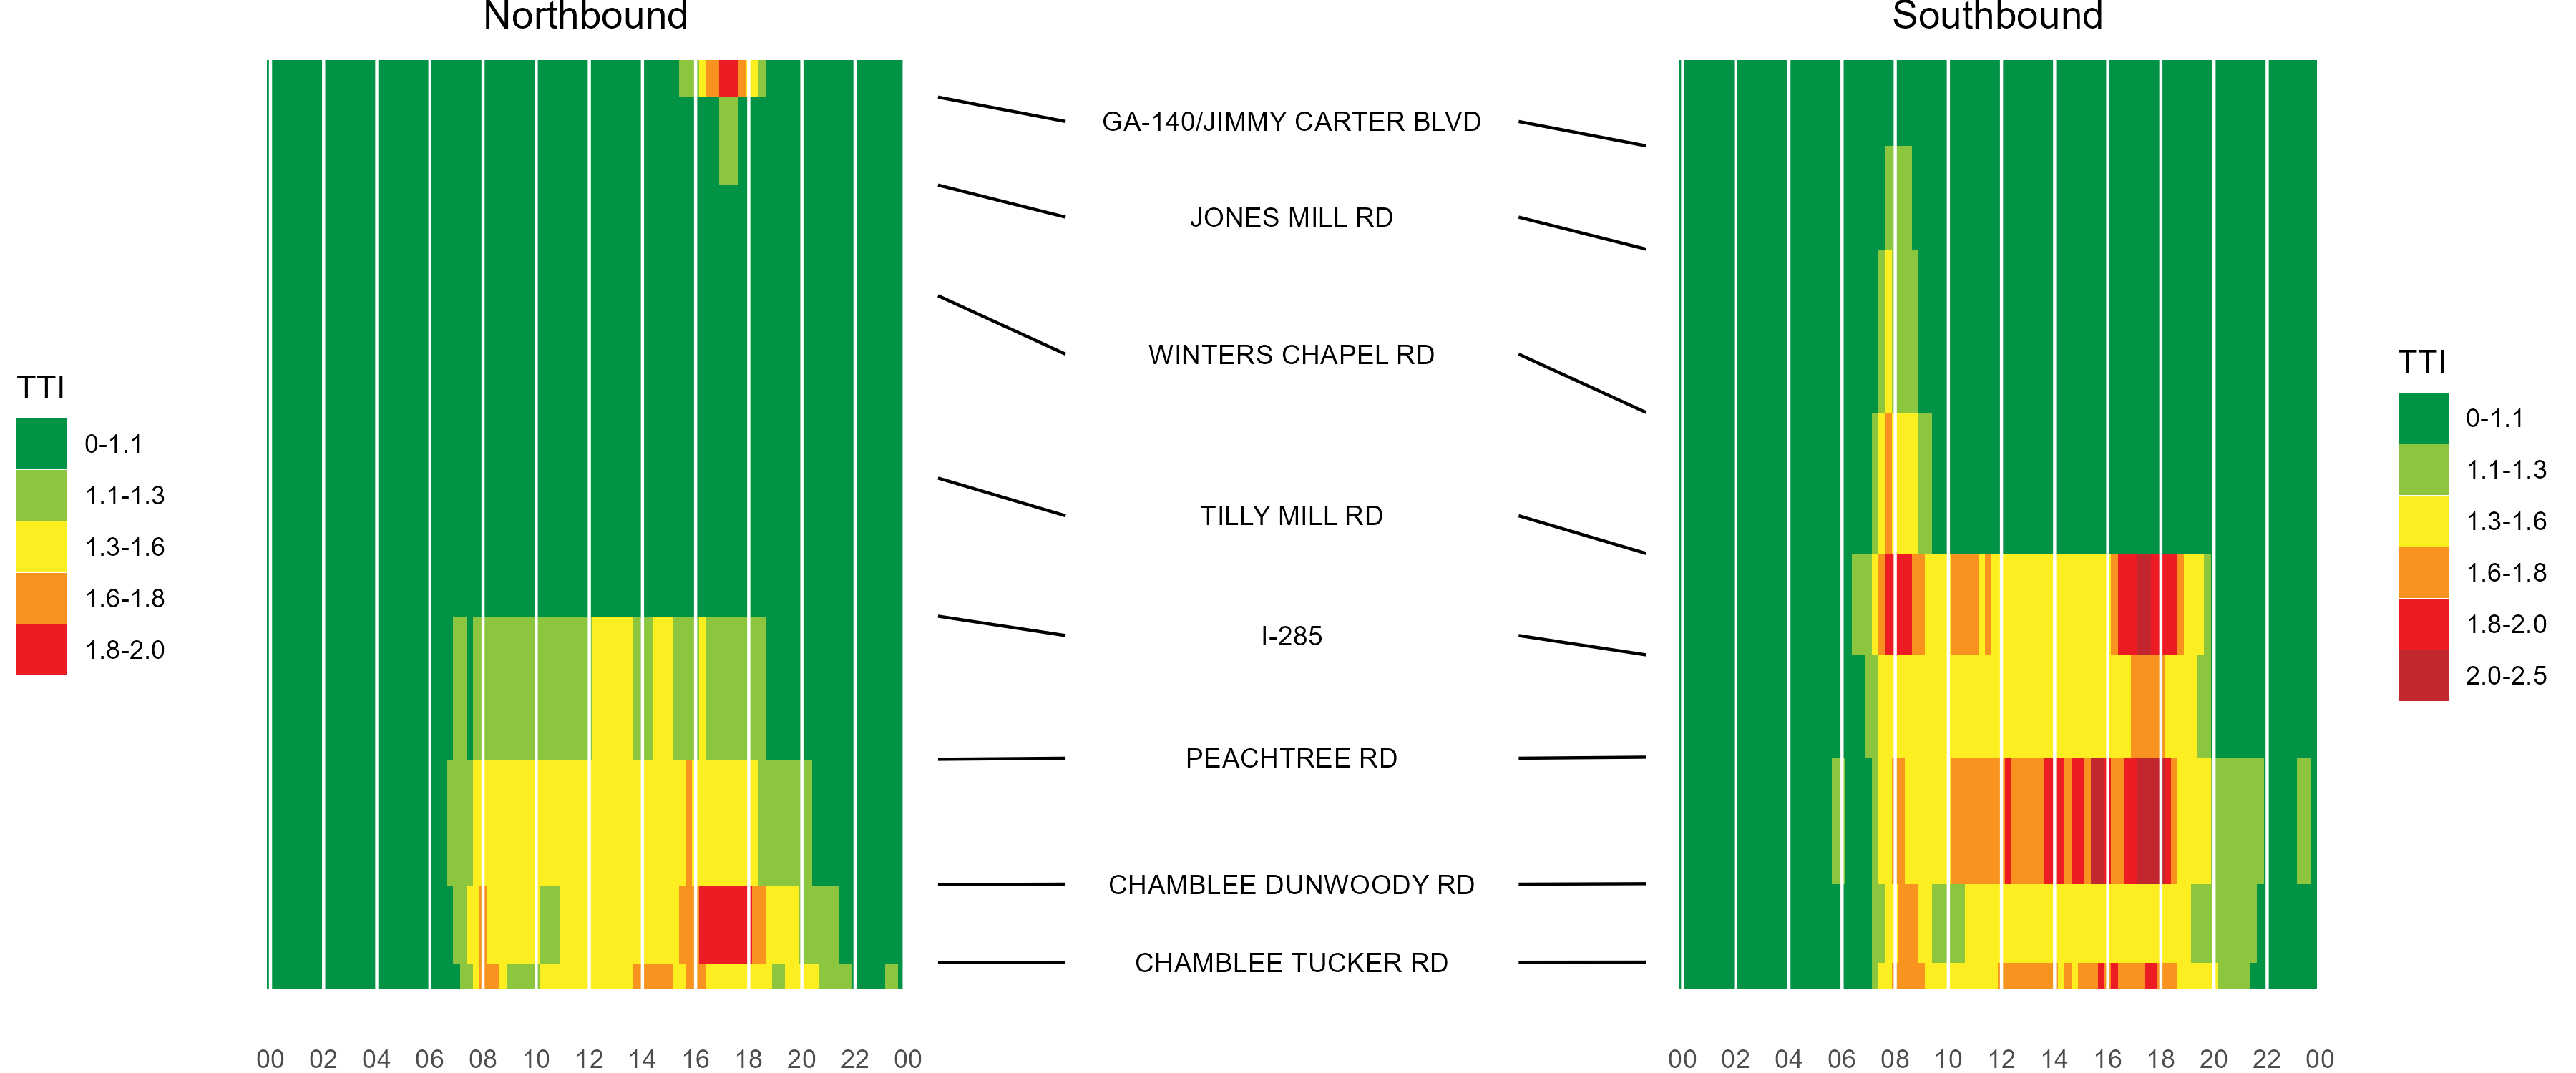 Northbound
Southbound
GA-140/JIMMY CARTER BLVD
JONES MILL RD
WINTERS CHAPEL RD
TILLY MILL RD
I-285
PEACHTREE RD
CHAMBLEE DUNWOODY RD
CHAMBLEE TUCKER RD
TTI
0-1.1
1.1-1.3
1.3-1.6
1.6-1.8
1.8-2.0
TTI
0-1.1
1.1-1.3
1.3-1.6
1.6-1.8
1.8-2.0
2.0-2.5
00 02 04 06 08 10 12 14 16 18 20 22 00
00 02 04 06 08 10 12 14 16 18 20 22 00